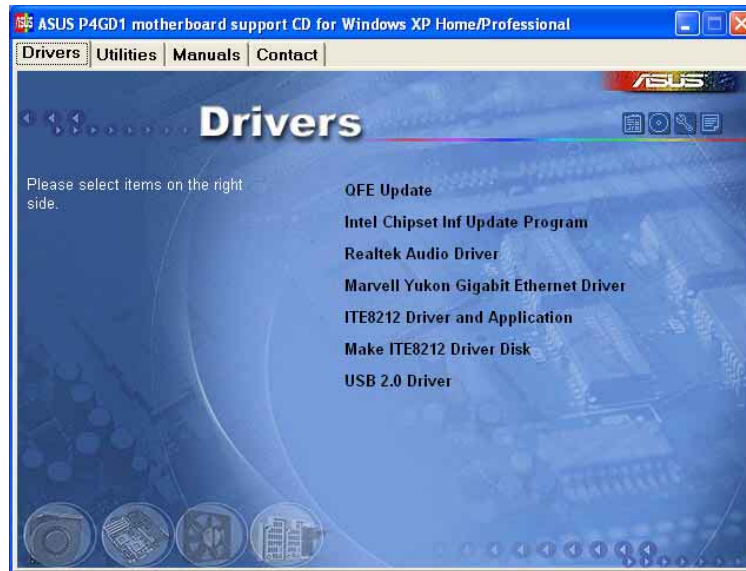 ASUS P4GD1 motherboard support CD for Windows XP Home/Professional
Drivers Utilities Manuals Contact
ASUS
Drivers
Please select items on the right
side.
QFE Update
Intel Chipset Inf Update Program
Realtek Audio Driver
Marvell Yukon Gigabit Ethernet Driver
ITE8212 Driver and Application
Make ITE8212 Driver Disk
USB 2.0 Driver